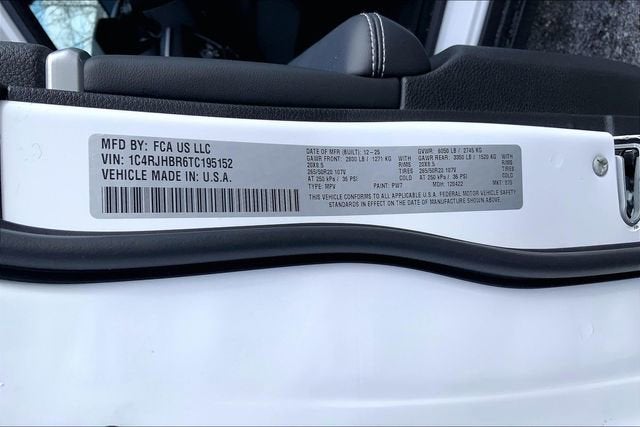 MFD BY: FCA US LLC
VIN: 1C4RJHBR6TC195152
VEHICLE MADE IN U.S.A.
DATE OF MFR (BUILT): 12-25 GVWR: 6050 LB / 2745 KG
GAWR FRONT: 2800 LB / 1271 KG WITH GAWR REAR: 3350 LB / 1520 KG WITH
20X8.5 RIMS 20X8.5 RIMS
265/50R20 107V TIRES 265/50R20 107V TIRES
AT 250 kPa / 36 PSI COLD AT 250 kPa / 36 PSI COLD
TYPE: MPV PAINT: PW7 MDH: 120422 MKT:
THIS VEHICLE CONFORMS TO ALL APPLICABLE U.S.A. FEDERAL MOTOR VEHICLE SAFETY
STANDARDS IN EFFECT ON THE DATE OF MANUFACTURE SHOWN ABOVE.